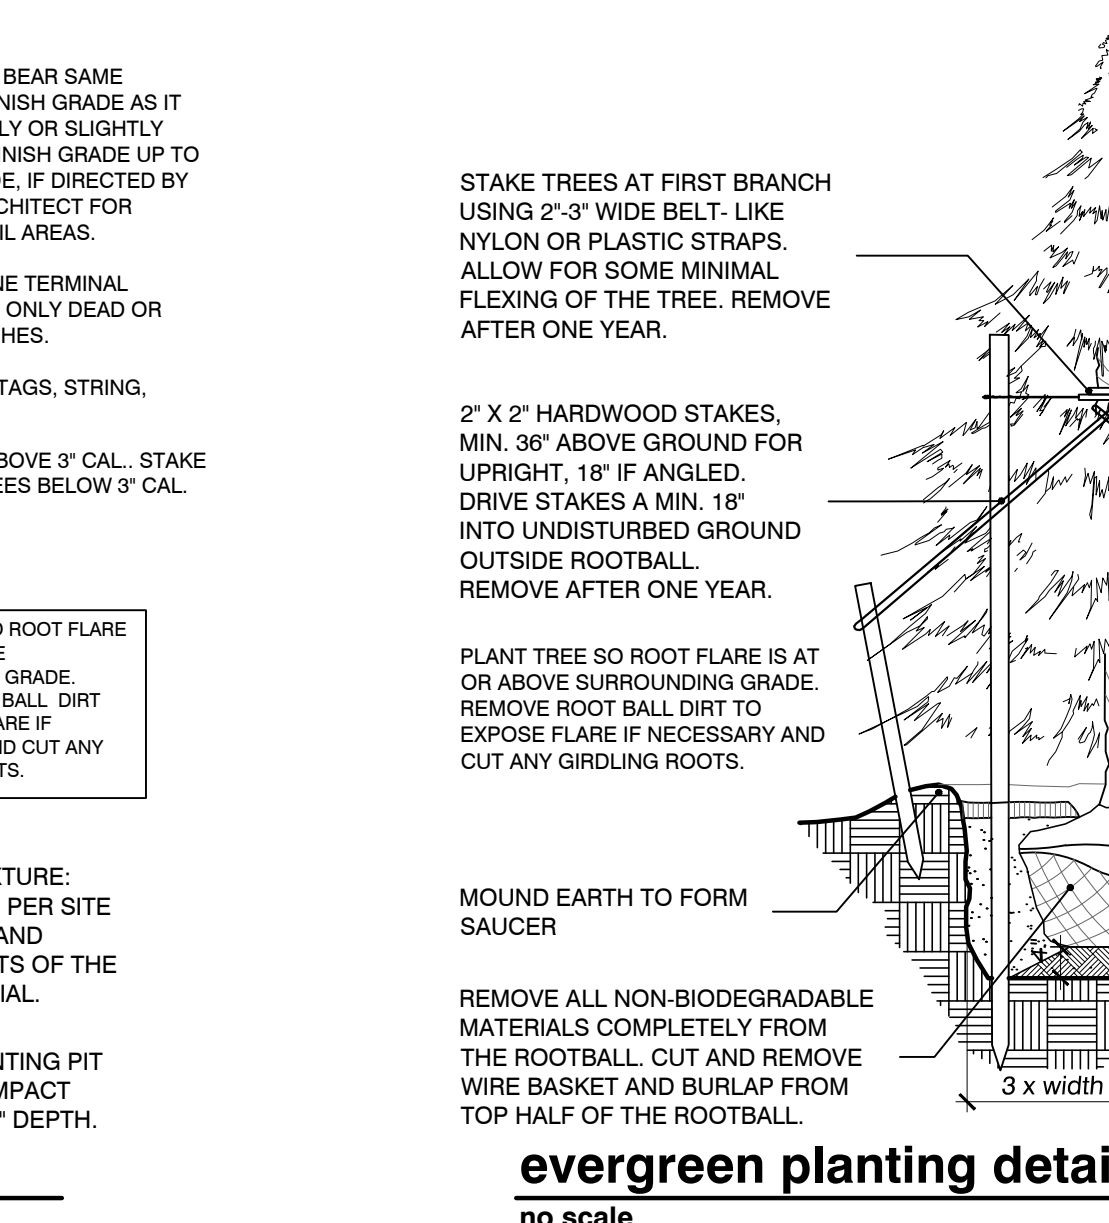 BEAR SAME
NISH GRADE AS IT
LY OR SLIGHTLY
INISH GRADE UP TO
DE, IF DIRECTED BY
CHITECT FOR
IL AREAS.
NE TERMINAL
ONLY DEAD OR
HES.
TAGS, STRING,
BOVE 3" CAL.. STAKE
EES BELOW 3" CAL.
O ROOT FLARE
E
GRADE.
BALL DIRT
ARE IF
ND CUT ANY
TS.
XTURE:
PER SITE
AND
TS OF THE
IAL.
NTING PIT
MPACT
" DEPTH.
STAKE TREES AT FIRST BRANCH
USING 2"-3" WIDE BELT- LIKE
NYLON OR PLASTIC STRAPS.
ALLOW FOR SOME MINIMAL
FLEXING OF THE TREE. REMOVE
AFTER ONE YEAR.
2" X 2" HARDWOOD STAKES,
MIN. 36" ABOVE GROUND FOR
UPRIGHT, 18" IF ANGLED.
DRIVE STAKES A MIN. 18"
INTO UNDISTURBED GROUND
OUTSIDE ROOTBALL.
REMOVE AFTER ONE YEAR.
PLANT TREE SO ROOT FLARE IS AT
OR ABOVE SURROUNDING GRADE.
REMOVE ROOT BALL DIRT TO
EXPOSE FLARE IF NECESSARY AND
CUT ANY GIRDLING ROOTS.
MOUND EARTH TO FORM
SAUCER
REMOVE ALL NON-BIODEGRADABLE
MATERIALS COMPLETELY FROM
THE ROOTBALL. CUT AND REMOVE
WIRE BASKET AND BURLAP FROM
TOP HALF OF THE ROOTBALL.
4"
3 x width
evergreen planting detai
no scale